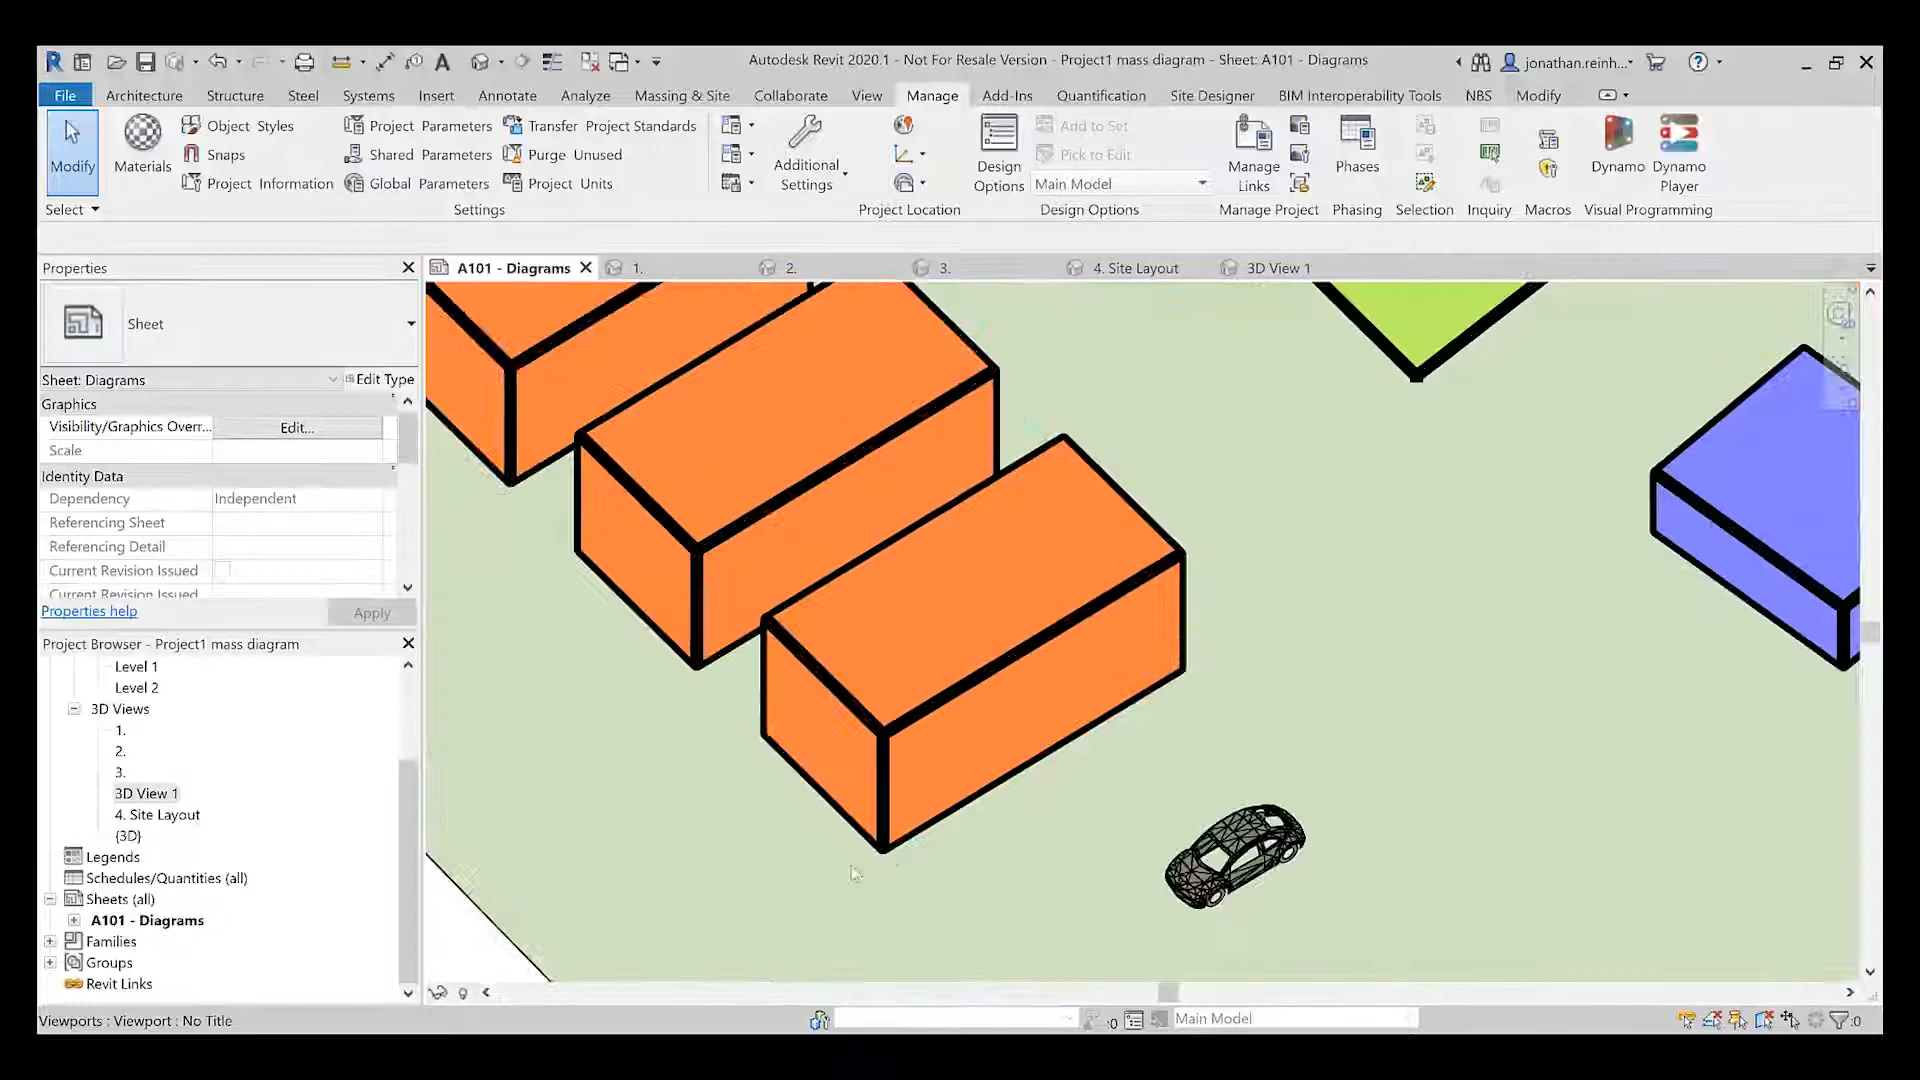 Autodesk Revit 2020.1 - Not For Resale Version - Project1 mass diagram - Sheet: A101 - Diagrams
jonathan.reinh...
File Architecture Structure Steel Systems Insert Annotate Analyze Massing & Site Collaborate View Manage Add-Ins Quantification Site Designer BIM Interoperability Tools NBS Modify
Modify
Materials
Object Styles
Snaps
Project Information
Project Parameters
Shared Parameters
Global Parameters
Transfer Project Standards
Purge Unused
Project Units
Additional
Settings
Design
Options
Add to Set
Pick to Edit
Main Model
Manage
Links
Phases
Dynamo
Dynamo
Player
Select Settings Project Location Design Options Manage Project Phasing Selection Inquiry Macros Visual Programming
Properties
A101 - Diagrams 1. 2. 3. 4. Site Layout 3D View 1
Sheet
Sheet: Diagrams Edit Type
Graphics
Visibility/Graphics Overr... Edit...
Scale
Identity Data
Dependency Independent
Referencing Sheet
Referencing Detail
Current Revision Issued
Current Revision Issued
Properties help Apply
Project Browser - Project1 mass diagram
Level 1
Level 2
3D Views
1.
2.
3.
3D View 1
4. Site Layout
{3D}
Legends
Schedules/Quantities (all)
Sheets (all)
A101 - Diagrams
Families
Groups
Revit Links
Viewports : Viewport : No Title :0 Main Model :0